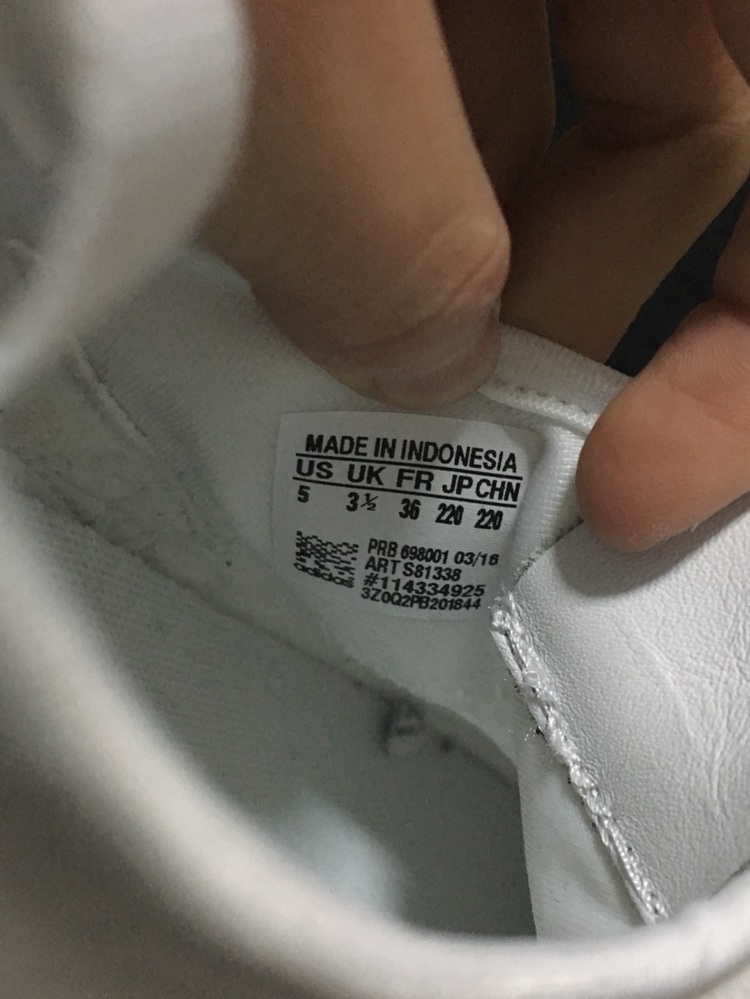 MADE IN INDONESIA
US UK FR JP CHN
5 3½ 36 220 220
PRB 698001 03/16
ART S81338
#114334925
3Z0Q2PB201844